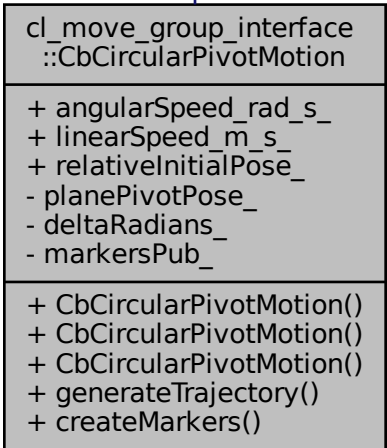 cl_move_group_interface
::CbCircularPivotMotion
+ angularSpeed_rad_s_
+ linearSpeed_m_s_
+ relativeInitialPose_
- planePivotPose_
- deltaRadians_
- markersPub_
+ CbCircularPivotMotion()
+ CbCircularPivotMotion()
+ CbCircularPivotMotion()
+ generateTrajectory()
+ createMarkers()